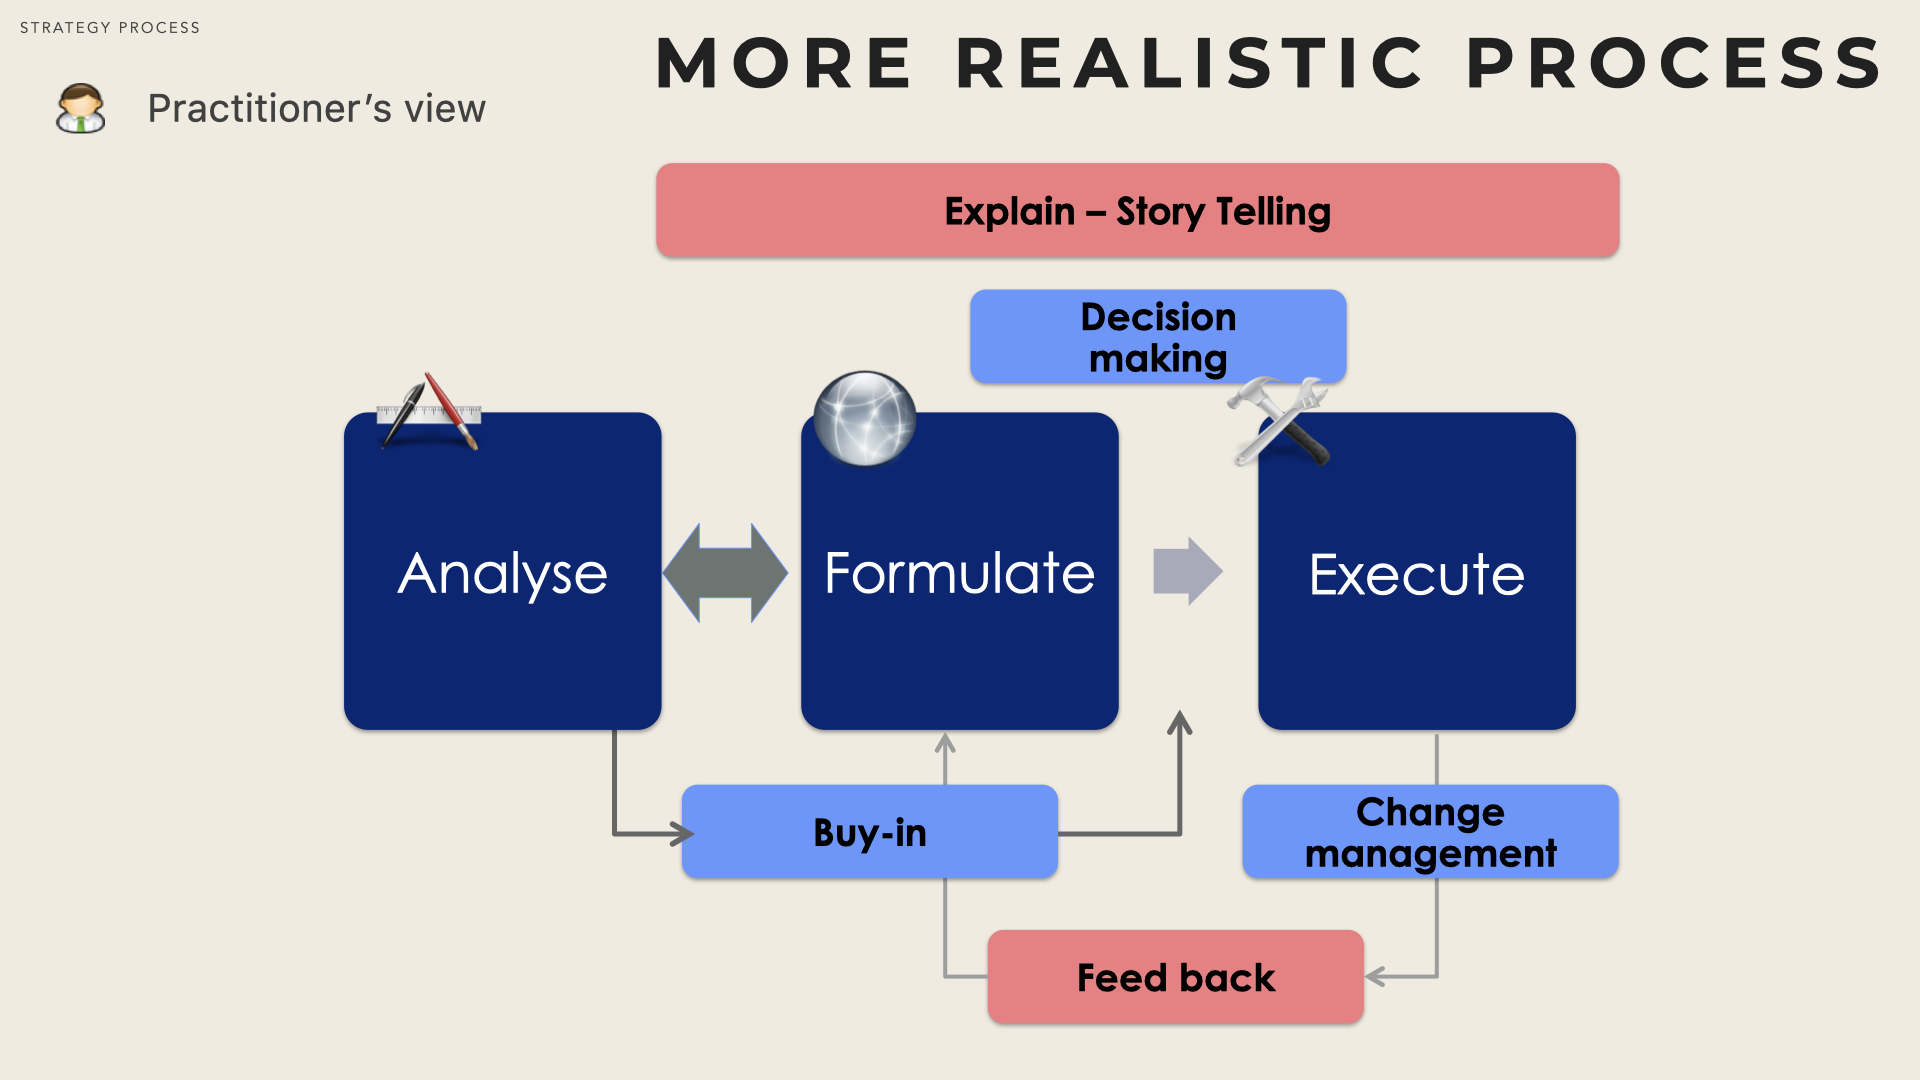 STRATEGY PROCESS
MORE REALISTIC PROCESS
Practitioner’s view
Explain – Story Telling
Decision
making
Analyse
Formulate
Execute
Buy-in
Change
management
Feed back